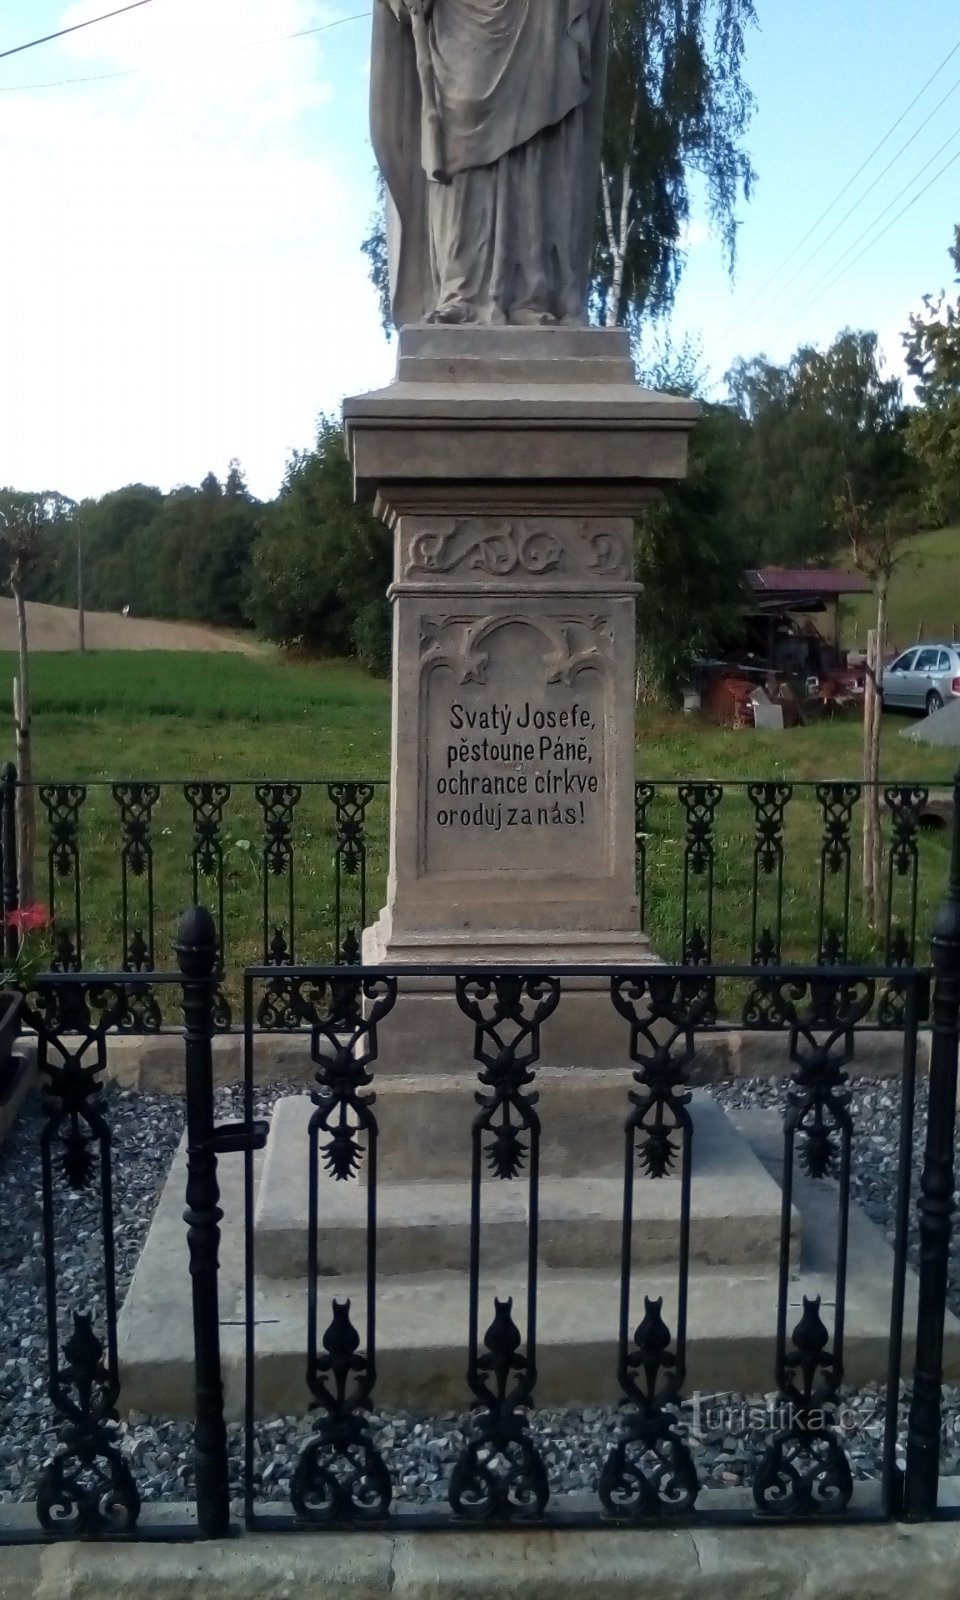 Svatý Josefe,
pěstoune Páně,
ochrance církve
oroduj za nás!
Turistika.cz